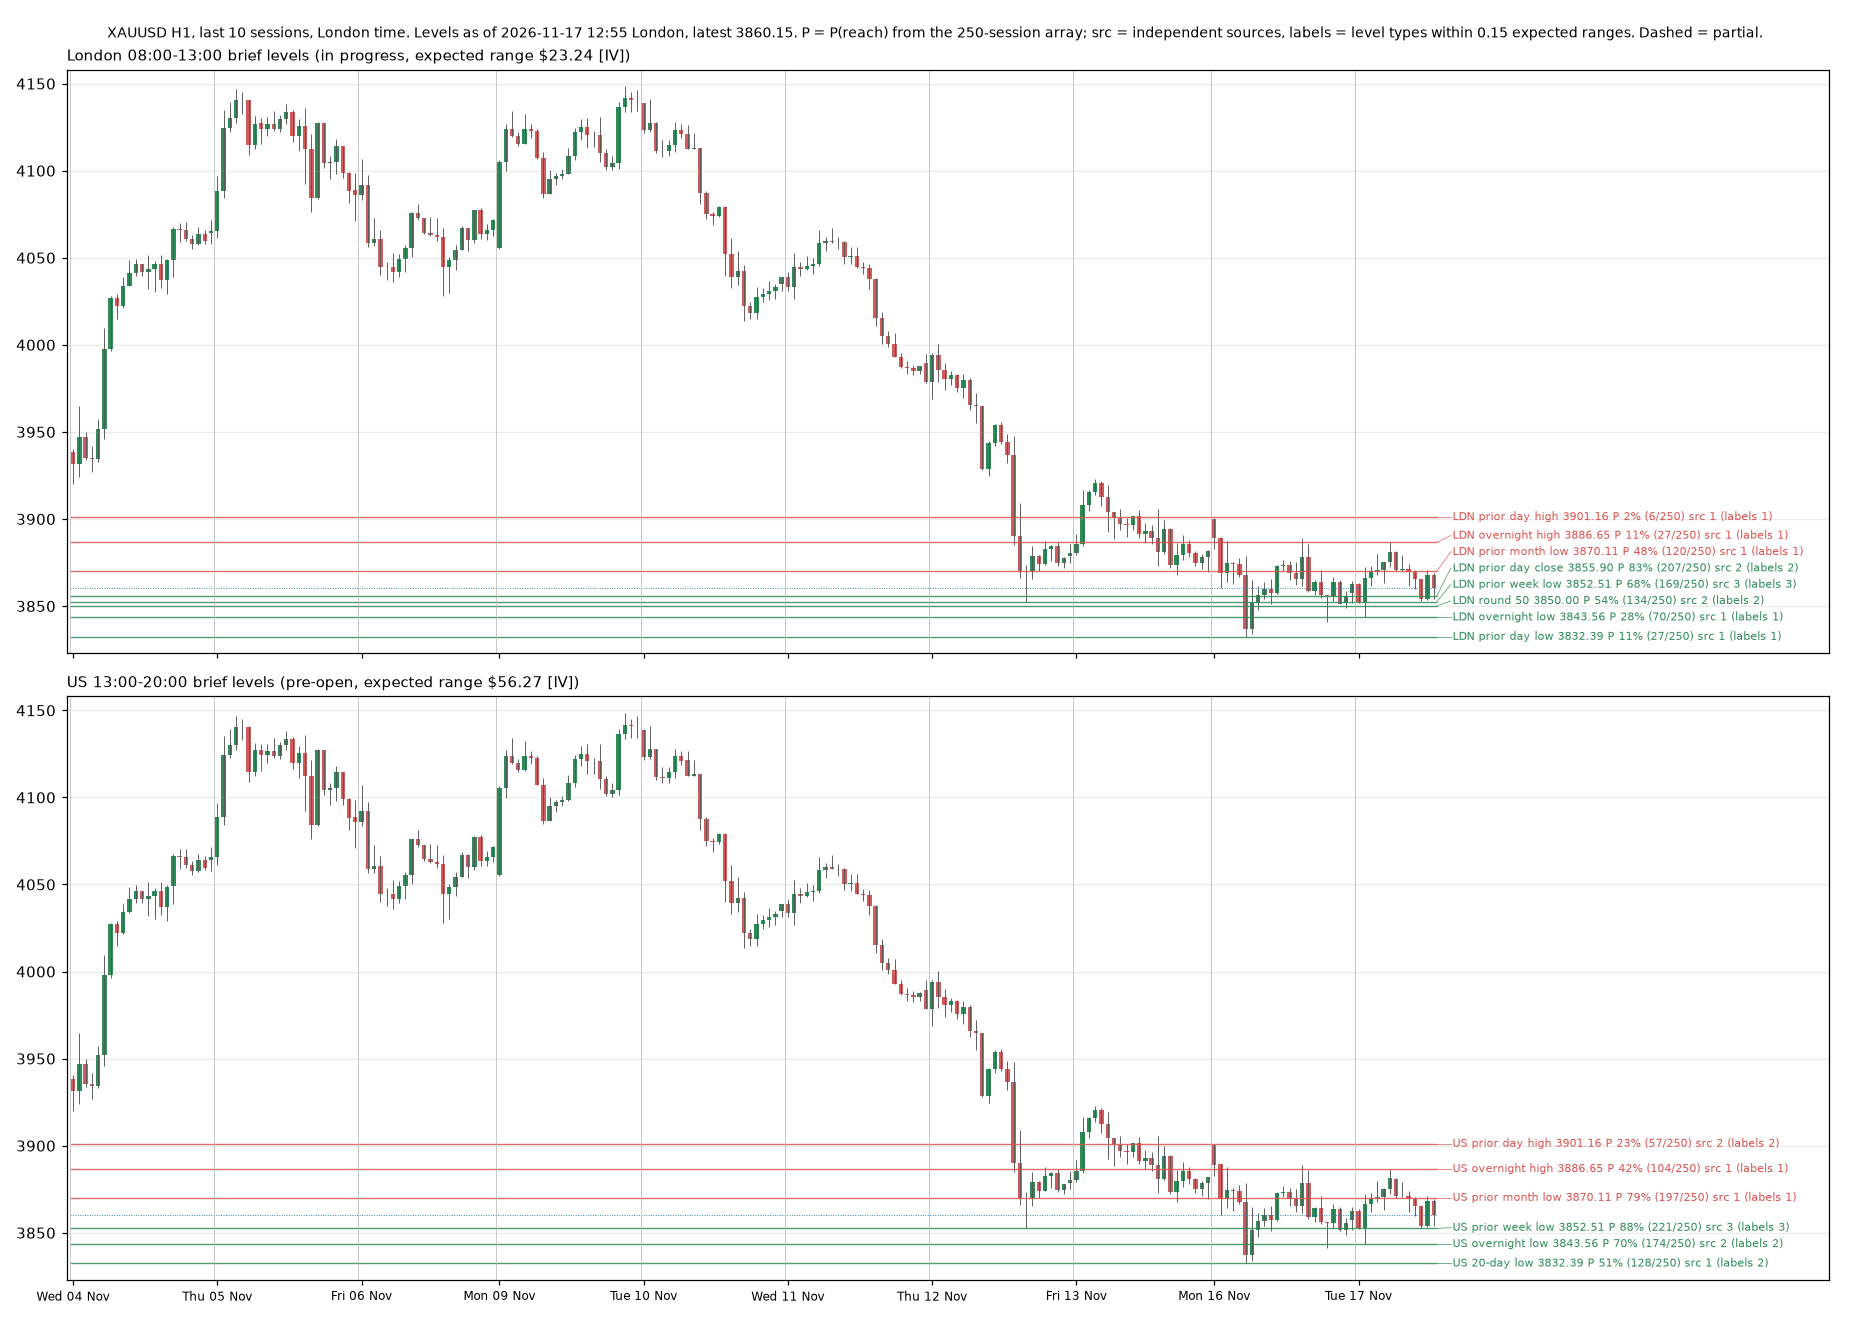 XAUUSD H1, last 10 sessions, London time. Levels as of 2026-11-17 12:55 London, latest 3860.15. P = P(reach) from the 250-session array; src = independent sources, labels = level types within 0.15 expected ranges. Dashed = partial.
London 08:00-13:00 brief levels (in progress, expected range $23.24 [IV])
4150
4100
4050
4000
3950
3900
3850
LDN prior day high 3901.16 P 2% (6/250) src 1 (labels 1)
LDN overnight high 3886.65 P 11% (27/250) src 1 (labels 1)
LDN prior month low 3870.11 P 48% (120/250) src 1 (labels 1)
LDN prior day close 3855.90 P 83% (207/250) src 2 (labels 2)
LDN prior week low 3852.51 P 68% (169/250) src 3 (labels 3)
LDN round 50 3850.00 P 54% (134/250) src 2 (labels 2)
LDN overnight low 3843.56 P 28% (70/250) src 1 (labels 1)
LDN prior day low 3832.39 P 11% (27/250) src 1 (labels 1)
US 13:00-20:00 brief levels (pre-open, expected range $56.27 [IV])
4150
4100
4050
4000
3950
3900
3850
US prior day high 3901.16 P 23% (57/250) src 2 (labels 2)
US overnight high 3886.65 P 42% (104/250) src 1 (labels 1)
US prior month low 3870.11 P 79% (197/250) src 1 (labels 1)
US prior week low 3852.51 P 88% (221/250) src 3 (labels 3)
US overnight low 3843.56 P 70% (174/250) src 2 (labels 2)
US 20-day low 3832.39 P 51% (128/250) src 1 (labels 2)
Wed 04 Nov
Thu 05 Nov
Fri 06 Nov
Mon 09 Nov
Tue 10 Nov
Wed 11 Nov
Thu 12 Nov
Fri 13 Nov
Mon 16 Nov
Tue 17 Nov